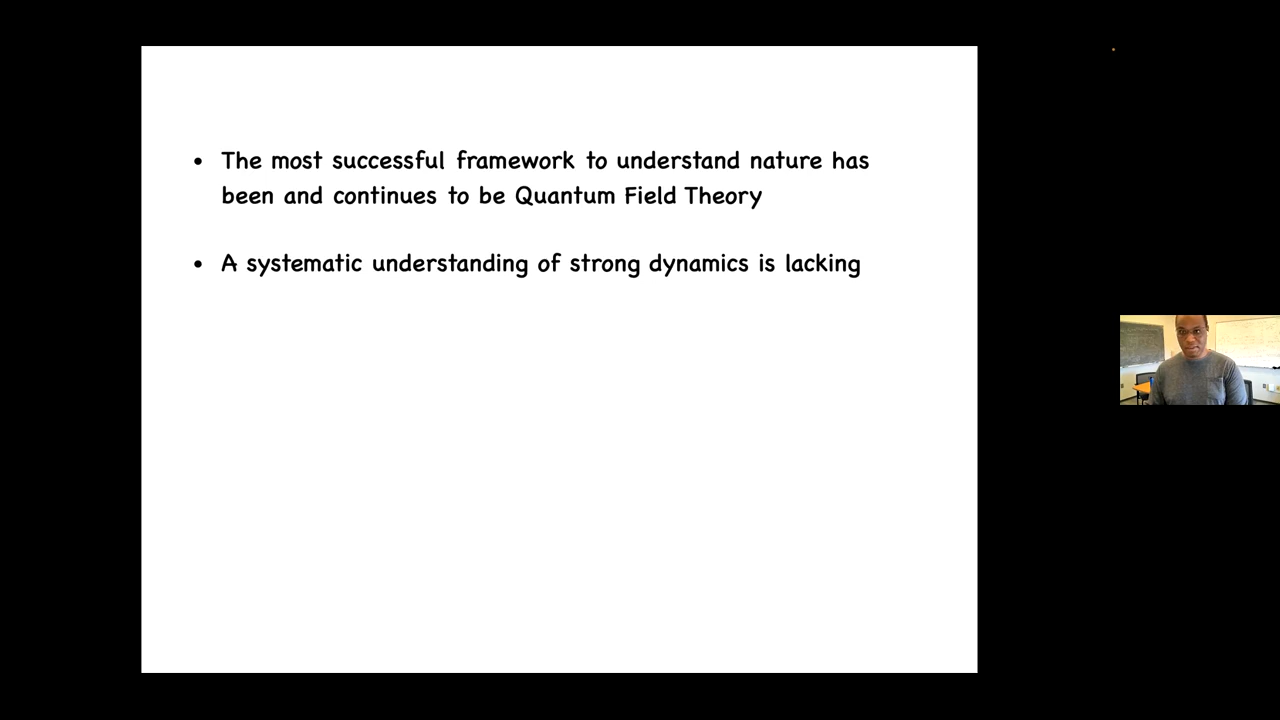 • The most successful framework to understand nature has
been and continues to be Quantum Field Theory
• A systematic understanding of strong dynamics is lacking